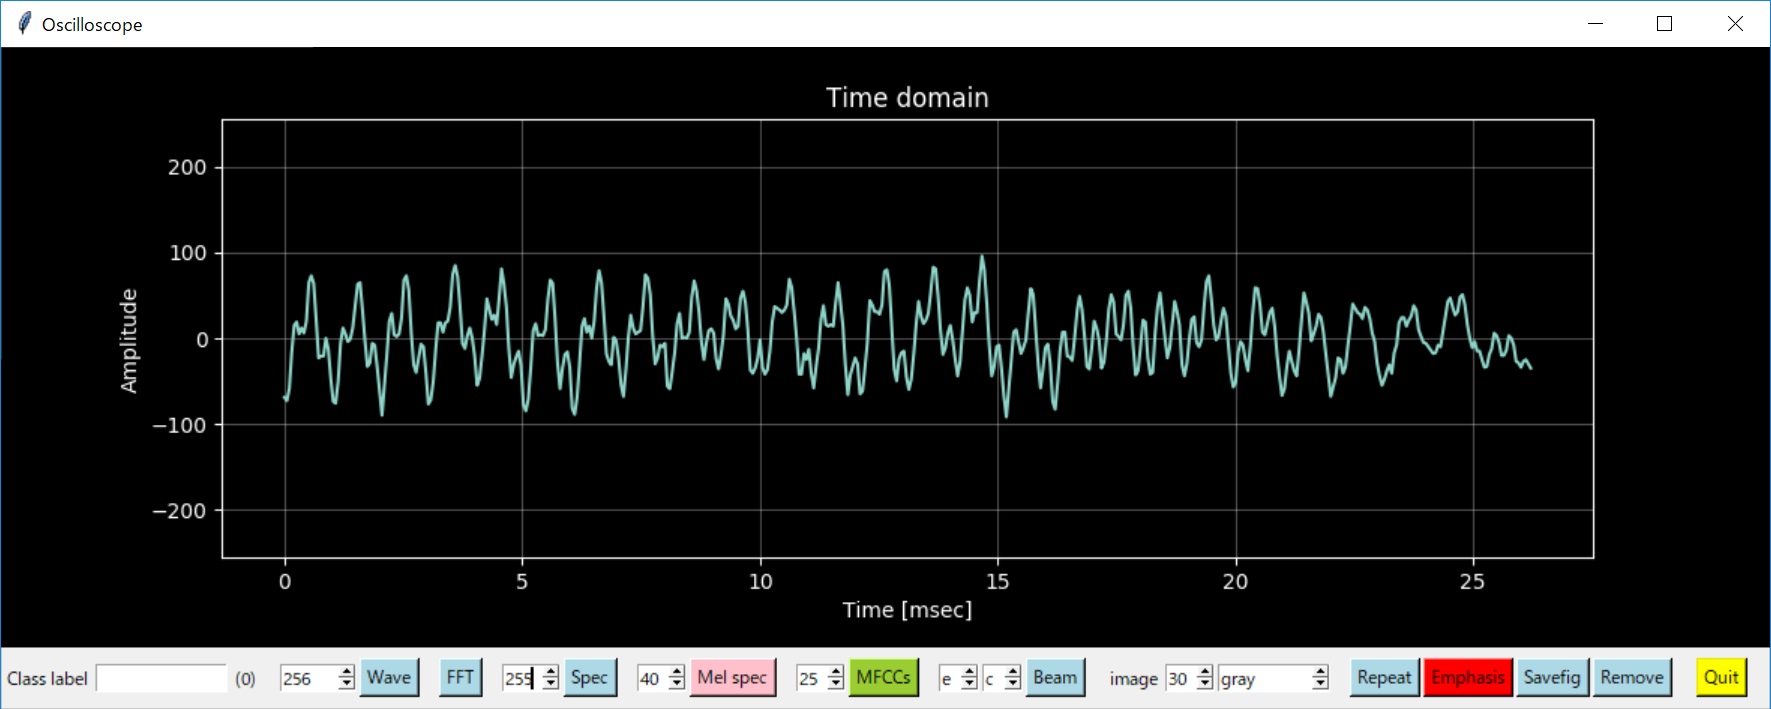 Oscilloscope
Time domain
200
100
0
−100
−200
Amplitude
0 5 10 15 20 25
Time [msec]
Class label (0) 256 Wave FFT 255 Spec 40 Mel spec 25 MFCCs e c Beam image 30 gray Repeat Emphasis Savefig Remove Quit